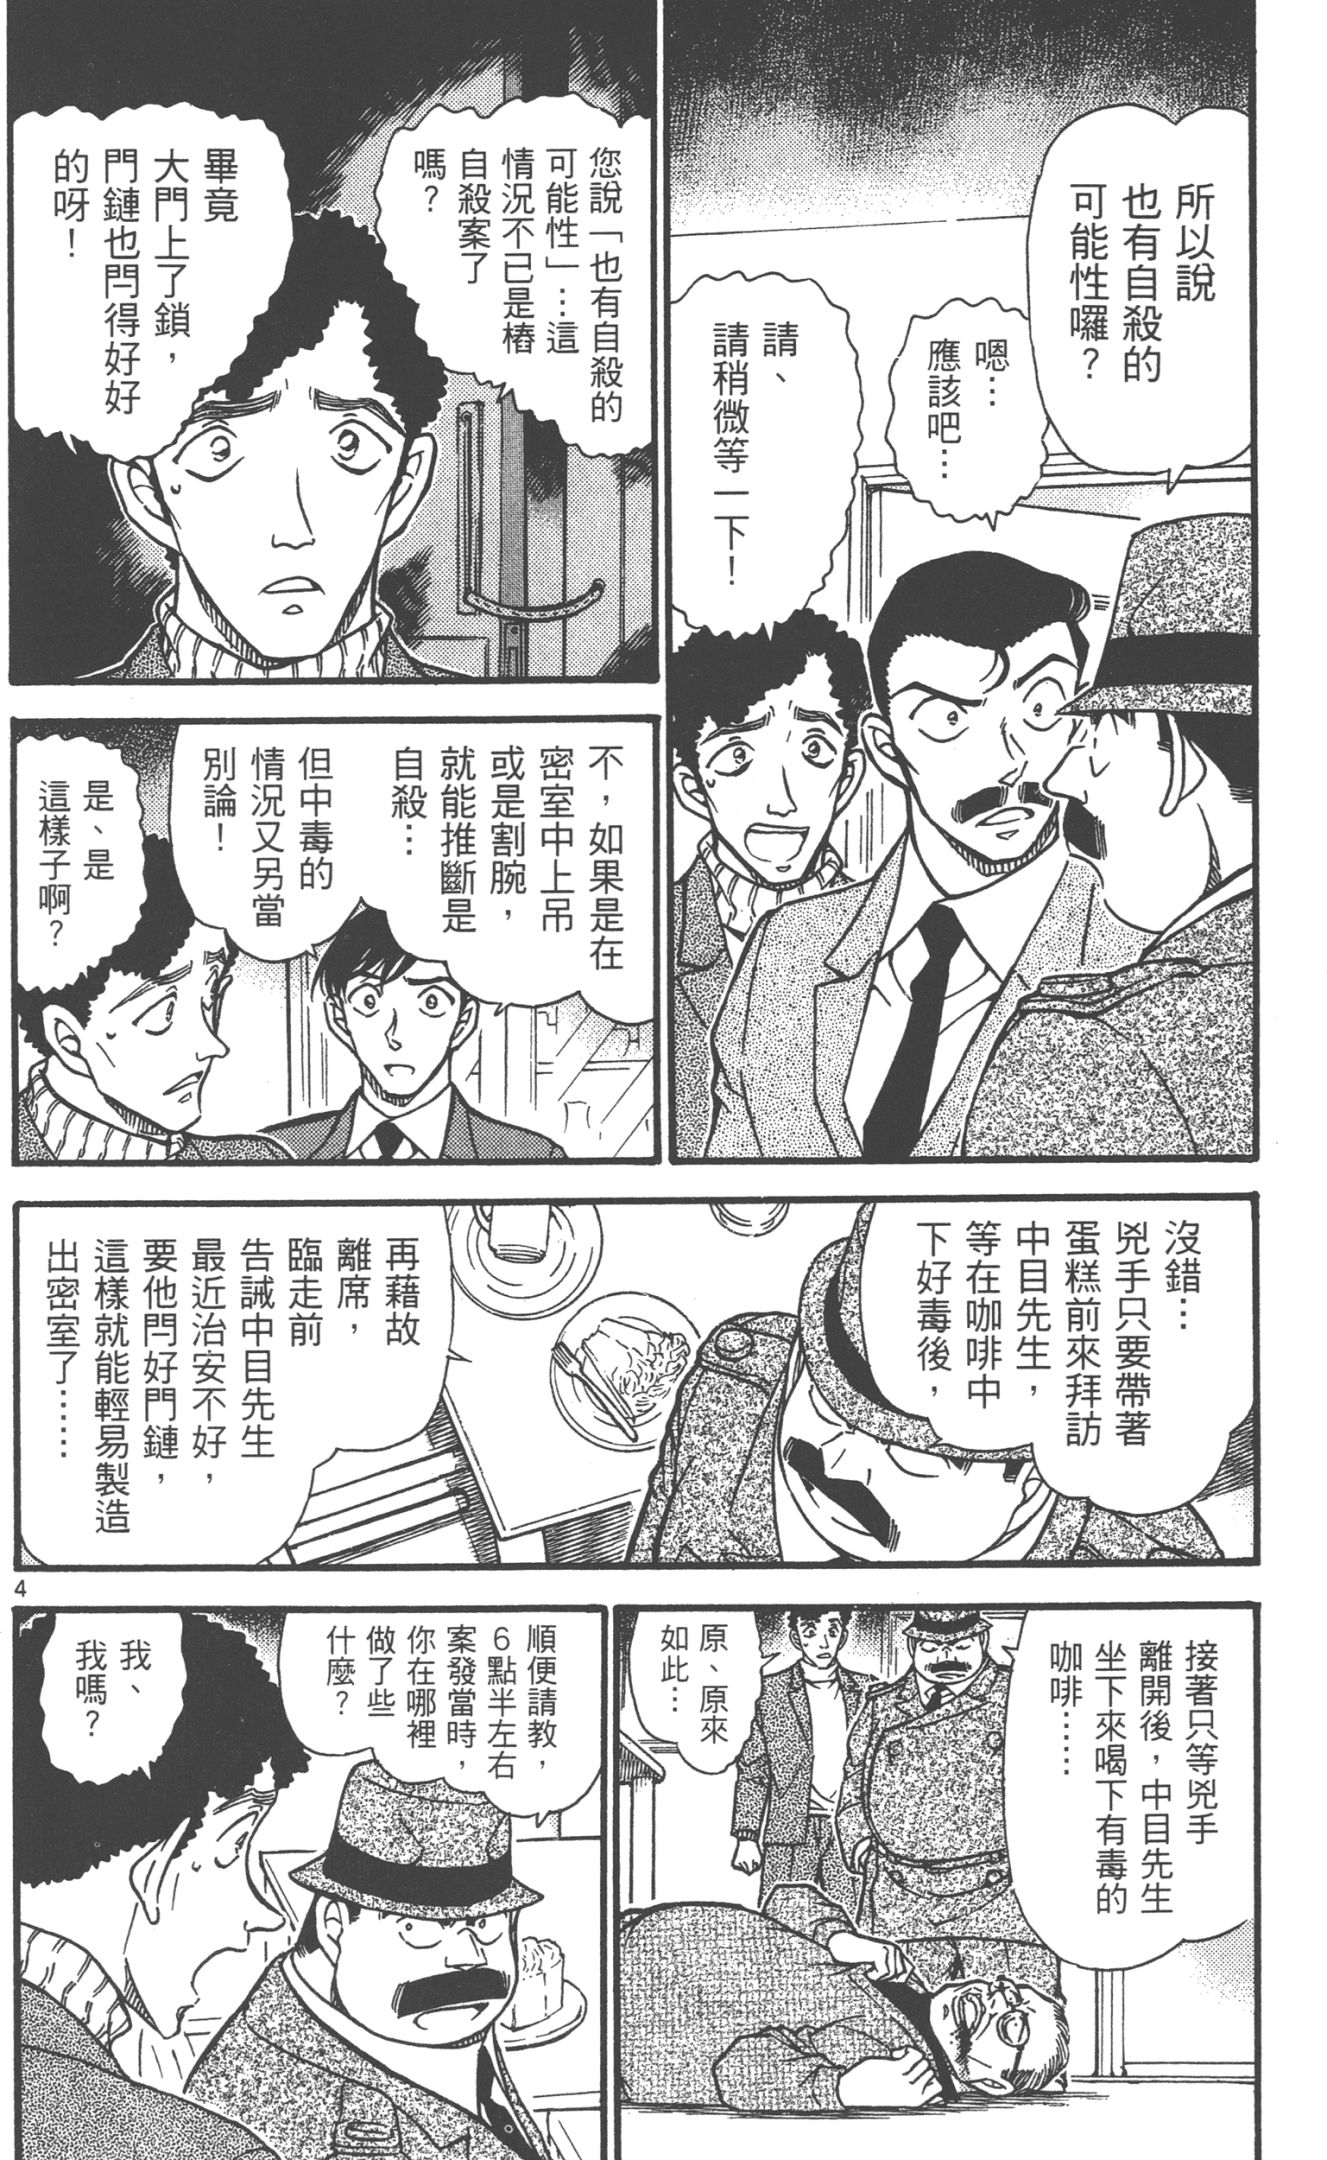 所以說
也有自殺的
可能性囉？
嗯…
應該吧…
請、
請稍微等一下！
您說「也有自殺的
可能性」…這
情況不已是樁
自殺案了
嗎？
畢竟
大門上了鎖，
門鏈也閂得好好
的呀！
不，如果是在
密室中上吊
或是割腕，
就能推斷是
自殺…
但中毒的
情況又另當
別論！
是、是
這樣子啊？
沒錯…
兇手只要帶著
蛋糕前來拜訪
中目先生，
等在咖啡中
下好毒後，
再藉故
離席，
臨走前
告誡中目先生
最近治安不好，
要他閂好門鏈，
這樣就能輕易製造
出密室了……
接著只等兇手
離開後，中目先生
坐下來喝下有毒的
咖啡……
原、原來
如此…
順便請教，
6點半左右
案發當時，
你在哪裡
做了些
什麼？
我、
我嗎？
4